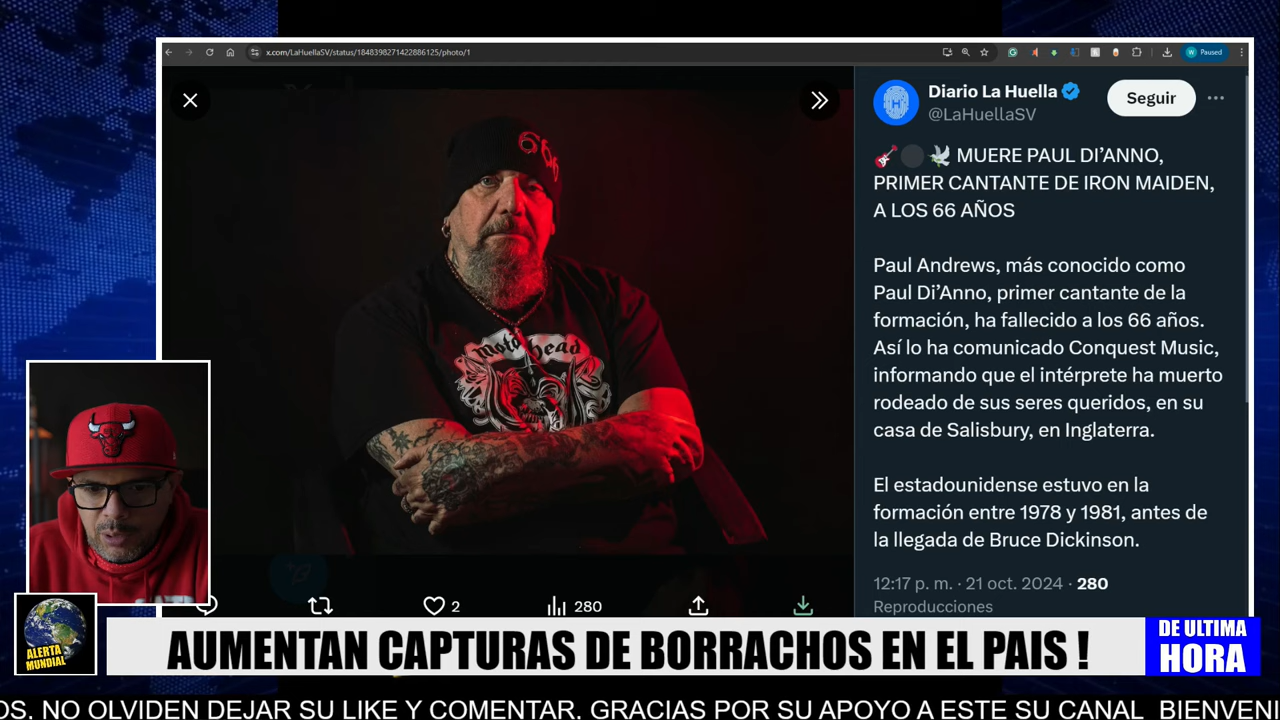 x.com/LaHuellaSV/status/1848398271422886125/photo/1
Paused
Diario La Huella
@LaHuellaSV
Seguir
MUERE PAUL DI’ANNO,
PRIMER CANTANTE DE IRON MAIDEN,
A LOS 66 AÑOS
Paul Andrews, más conocido como
Paul Di’Anno, primer cantante de la
formación, ha fallecido a los 66 años.
Así lo ha comunicado Conquest Music,
informando que el intérprete ha muerto
rodeado de sus seres queridos, en su
casa de Salisbury, en Inglaterra.
El estadounidense estuvo en la
formación entre 1978 y 1981, antes de
la llegada de Bruce Dickinson.
12:17 p. m. · 21 oct. 2024 · 280
Reproducciones
666
Motörhead
2
280
ALERTA
MUNDIAL
AUMENTAN CAPTURAS DE BORRACHOS EN EL PAIS !
DE ULTIMA
HORA
OS. NO OLVIDEN DEJAR SU LIKE Y COMENTAR. GRACIAS POR SU APOYO A ESTE SU CANAL BIENVENI